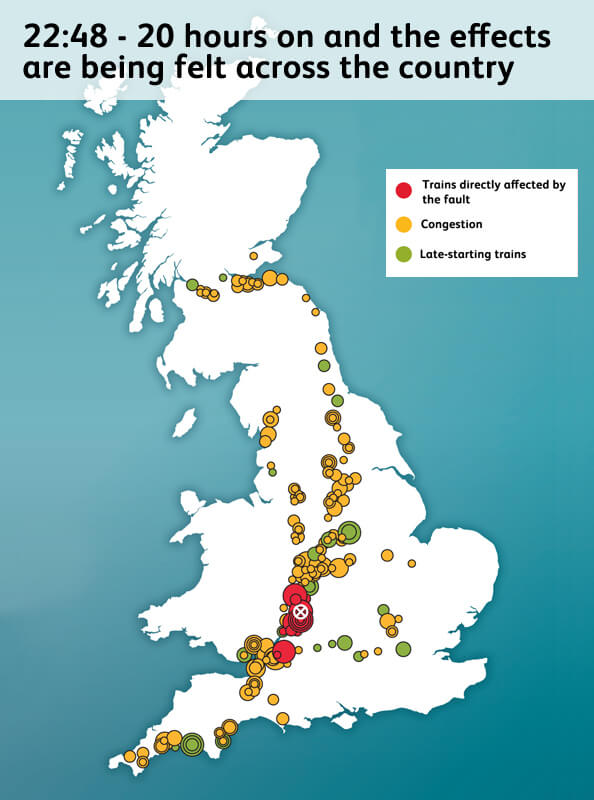 22:48 - 20 hours on and the effects
are being felt across the country
Trains directly affected by
the fault
Congestion
Late-starting trains